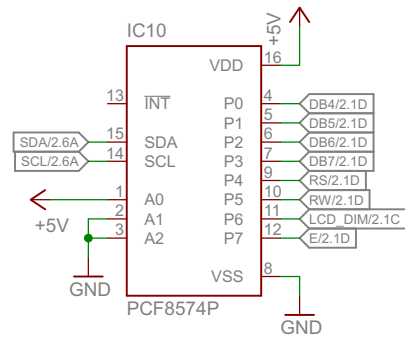 IC10
+5V
VDD 16
13 INT P0 4 DB4/2.1D
P1 5 DB5/2.1D
SDA/2.6A 15 SDA P2 6 DB6/2.1D
SCL/2.6A 14 SCL P3 7 DB7/2.1D
P4 9 RS/2.1D
1 A0 P5 10 RW/2.1D
+5V 2 A1 P6 11 LCD_DIM/2.1C
3 A2 P7 12 E/2.1D
VSS 8
GND
PCF8574P
GND